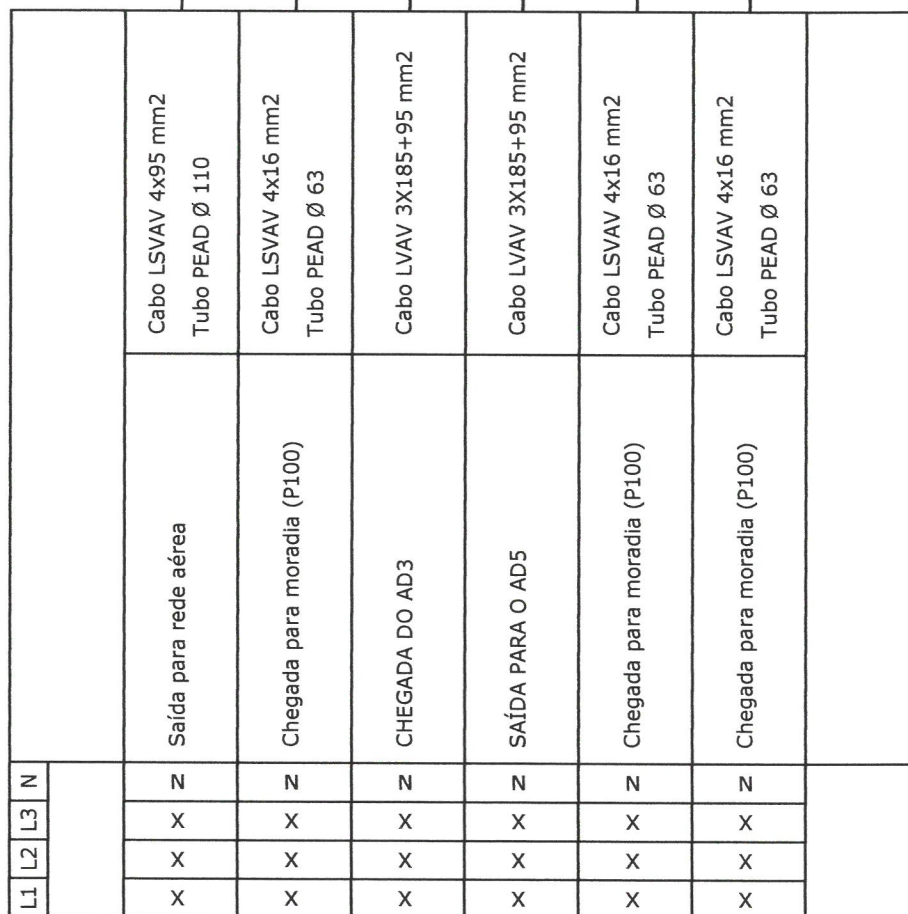 L1 L2 L3 N
X X X N Saída para rede aérea Cabo LSVAV 4x95 mm2
Tubo PEAD Ø 110
X X X N Chegada para moradia (P100) Cabo LSVAV 4x16 mm2
Tubo PEAD Ø 63
X X X N CHEGADA DO AD3 Cabo LVAV 3X185+95 mm2
X X X N SAÍDA PARA O AD5 Cabo LVAV 3X185+95 mm2
X X X N Chegada para moradia (P100) Cabo LSVAV 4x16 mm2
Tubo PEAD Ø 63
X X X N Chegada para moradia (P100) Cabo LSVAV 4x16 mm2
Tubo PEAD Ø 63